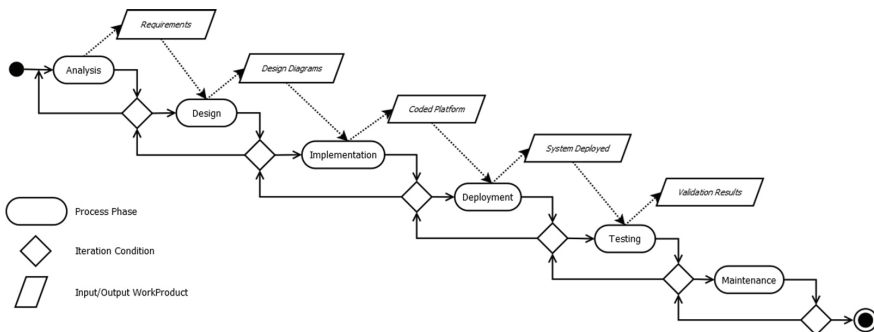 Requirements
Analysis
Design Diagrams
Design
Coded Platform
Implementation
System Deployed
Deployment
Validation Results
Testing
Maintenance
Process Phase
Iteration Condition
Input/Output WorkProduct